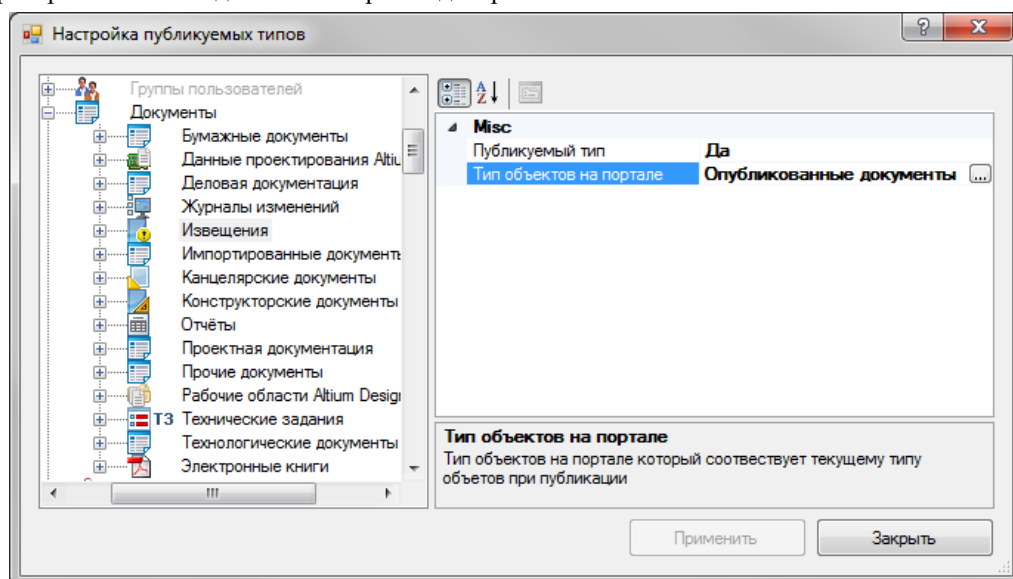 Настройка публикуемых типов
Группы пользователей
Документы
Бумажные документы
Данные проектирования Altiu
Деловая документация
Журналы изменений
Извещения
Импортированные документь
Канцелярские документы
Конструкторские документы
Отчёты
Проектная документация
Прочие документы
Рабочие области Altium Desigr
ТЗ Технические задания
Технологические документы
Электронные книги
Misc
Публикуемый тип Да
Тип объектов на портале Опубликованные документы ...
Тип объектов на портале
Тип объектов на портале который соотвествует текущему типу
объетов при публикации
Применить Закрыть